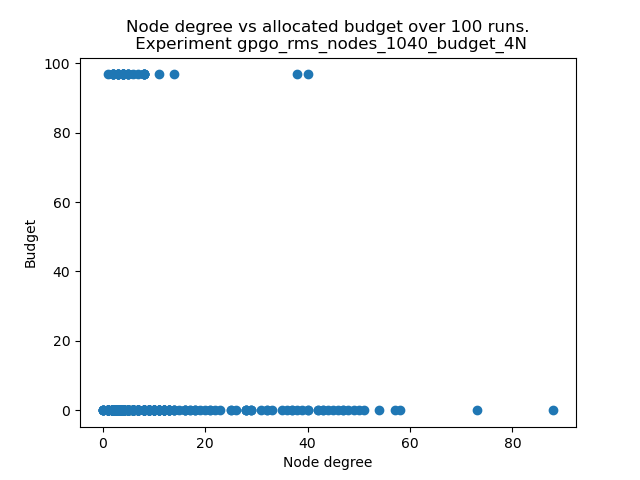 Node degree vs allocated budget over 100 runs.
Experiment gpgo_rms_nodes_1040_budget_4N
100
80
60
40
20
0
Budget
0 20 40 60 80
Node degree